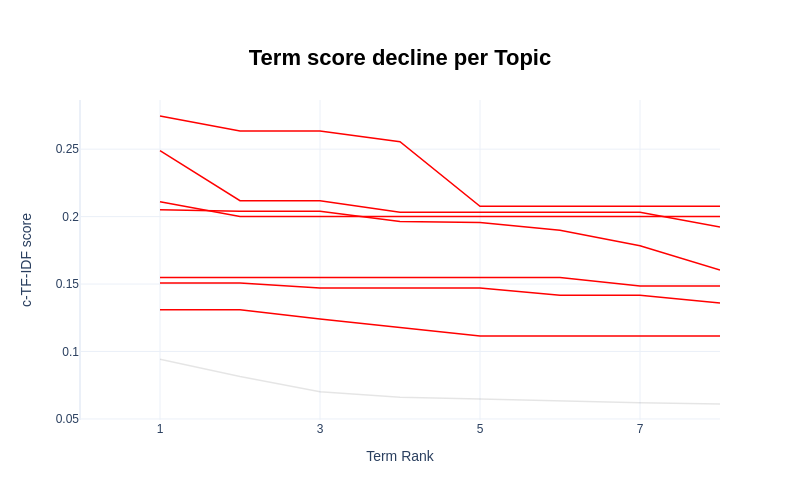 Term score decline per Topic
c-TF-IDF score
0.25
0.2
0.15
0.1
0.05
1 3 5 7
Term Rank